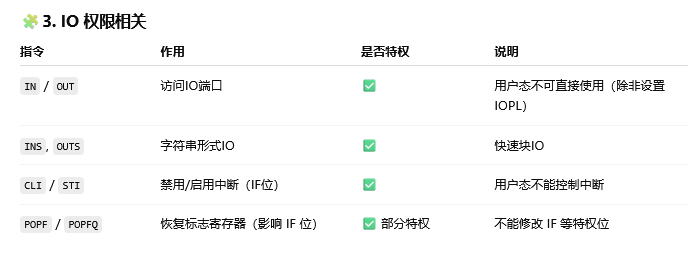 🧩 3. IO 权限相关
指令 作用 是否特权 说明
IN / OUT 访问IO端口 ✅ 用户态不可直接使用（除非设置
IOPL）
INS, OUTS 字符串形式IO ✅ 快速块IO
CLI / STI 禁用/启用中断（IF位） ✅ 用户态不能控制中断
POPF / POPFQ 恢复标志寄存器（影响 IF 位） ✅ 部分特权 不能修改 IF 等特权位